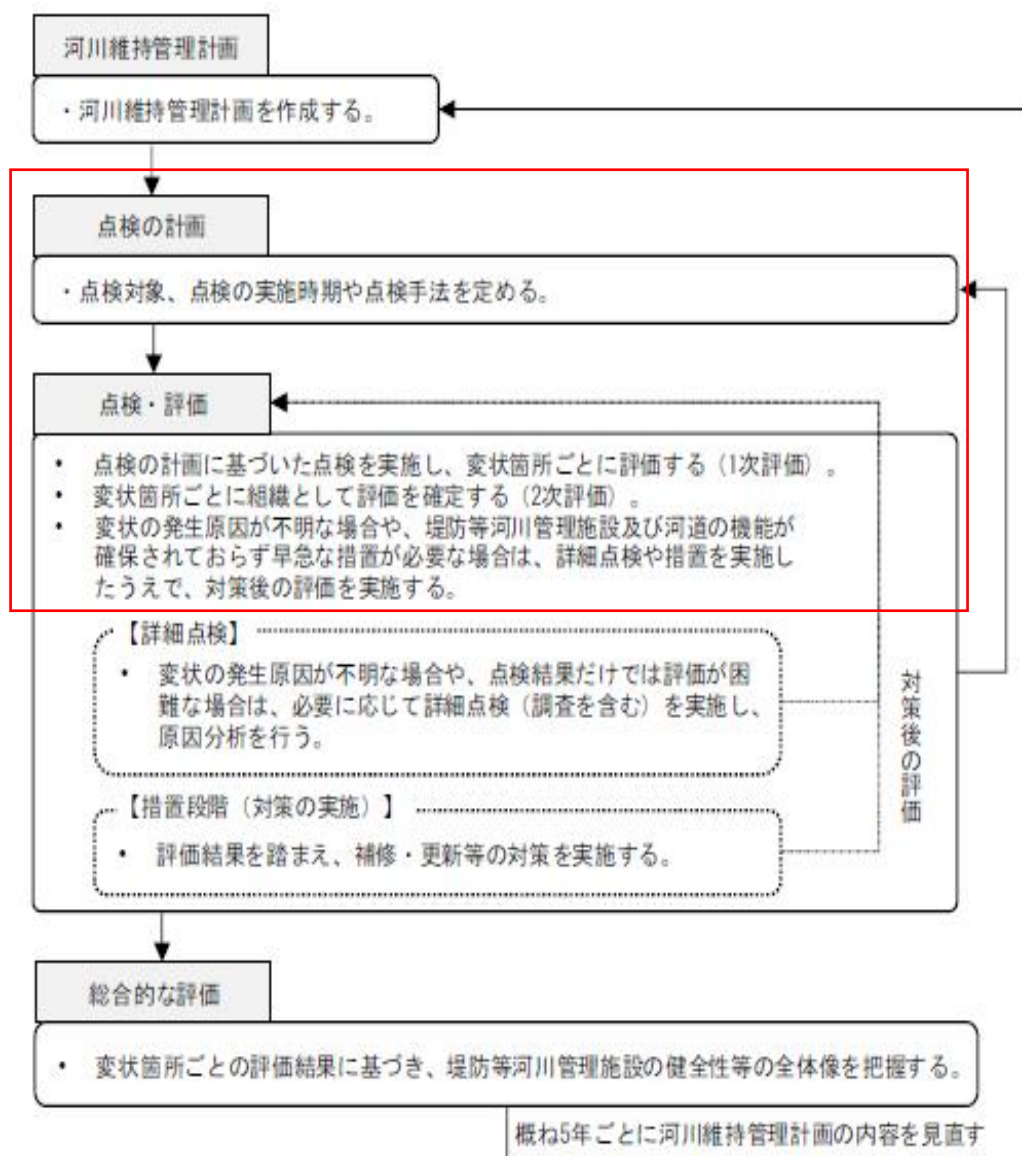 河川維持管理計画
・河川維持管理計画を作成する。
点検の計画
・点検対象、点検の実施時期や点検手法を定める。
点検・評価
• 点検の計画に基づいた点検を実施し、変状箇所ごとに評価する（1次評価）。
• 変状箇所ごとに組織として評価を確定する（2次評価）。
• 変状の発生原因が不明な場合や、堤防等河川管理施設及び河道の機能が
確保されておらず早急な措置が必要な場合は、詳細点検や措置を実施し
たうえで、対策後の評価を実施する。
【詳細点検】
• 変状の発生原因が不明な場合や、点検結果だけでは評価が困
難な場合は、必要に応じて詳細点検（調査を含む）を実施し、
原因分析を行う。
【措置段階（対策の実施）】
• 評価結果を踏まえ、補修・更新等の対策を実施する。
対策後の評価
総合的な評価
• 変状箇所ごとの評価結果に基づき、堤防等河川管理施設の健全性等の全体像を把握する。
概ね5年ごとに河川維持管理計画の内容を見直す